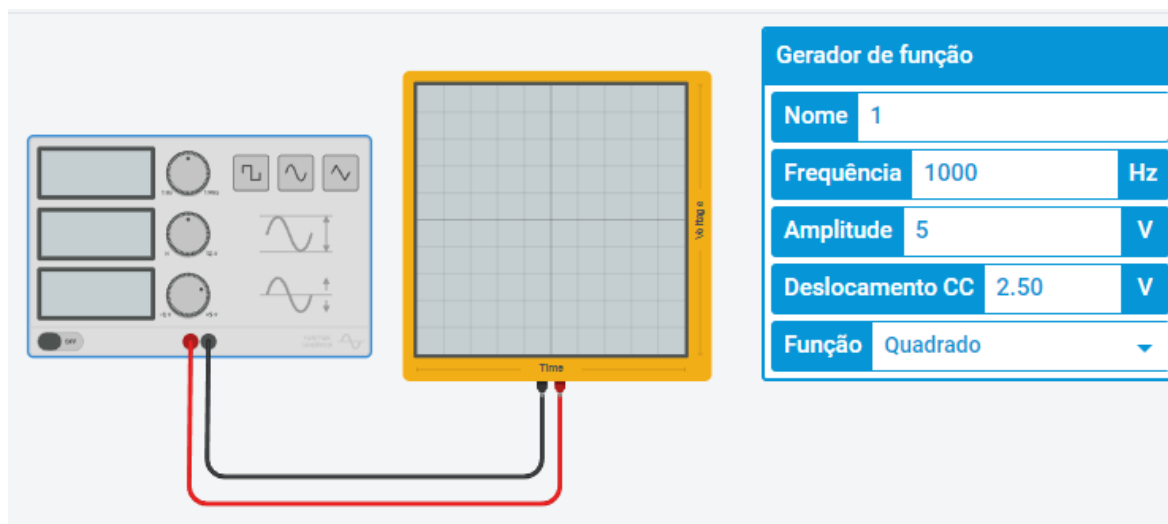 OFF
Voltage
Time
Gerador de função
Nome 1
Frequência 1000 Hz
Amplitude 5 V
Deslocamento CC 2.50 V
Função Quadrado